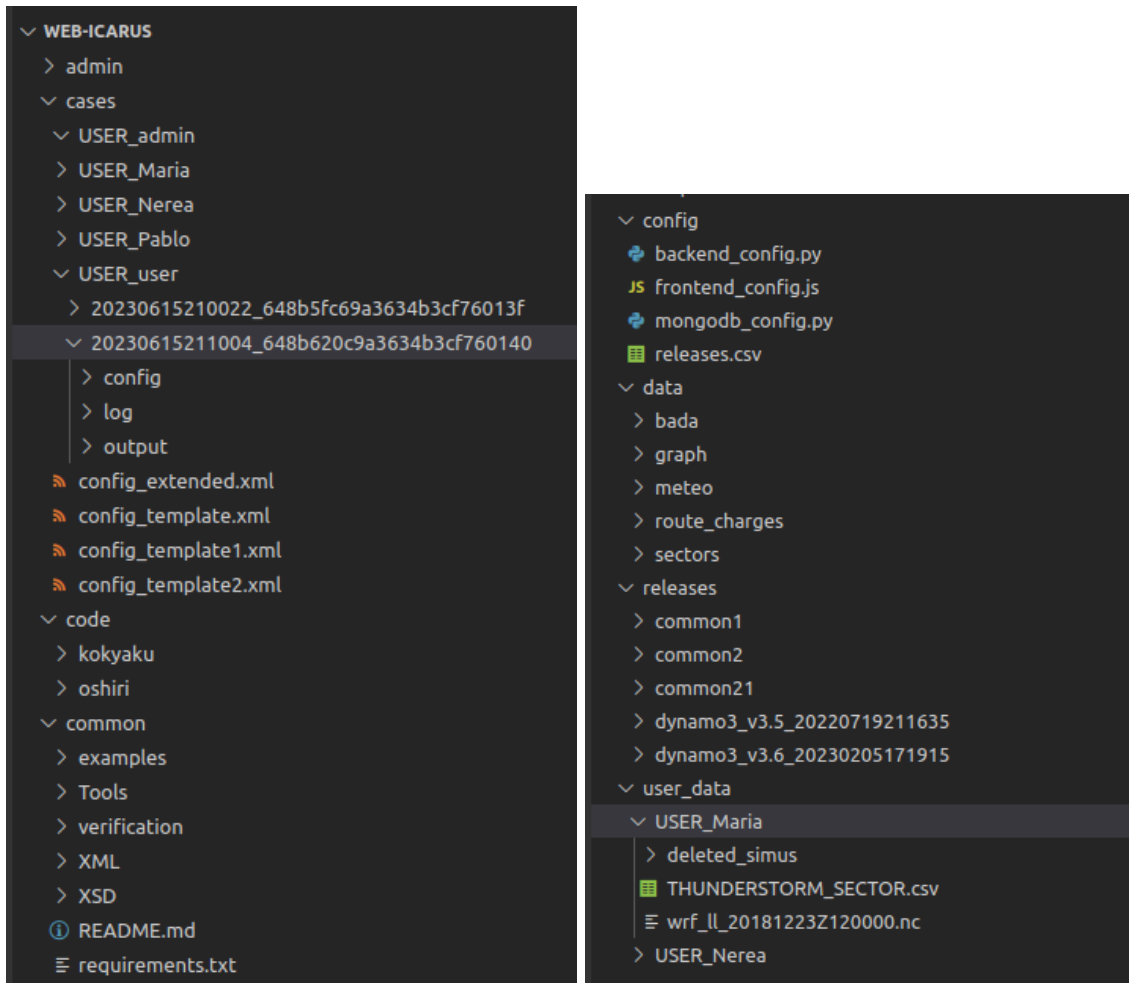 WEB-ICARUS
admin
cases
USER_admin
USER_Maria
USER_Nerea
USER_Pablo
USER_user
20230615210022_648b5fc69a3634b3cf76013f
20230615211004_648b620c9a3634b3cf760140
config
log
output
config_extended.xml
config_template.xml
config_template1.xml
config_template2.xml
code
kokyaku
oshiri
common
examples
Tools
verification
XML
XSD
README.md
requirements.txt
config
backend_config.py
JS frontend_config.js
mongodb_config.py
releases.csv
data
bada
graph
meteo
route_charges
sectors
releases
common1
common2
common21
dynamo3_v3.5_20220719211635
dynamo3_v3.6_20230205171915
user_data
USER_Maria
deleted_simus
THUNDERSTORM_SECTOR.csv
wrf_ll_20181223Z120000.nc
USER_Nerea